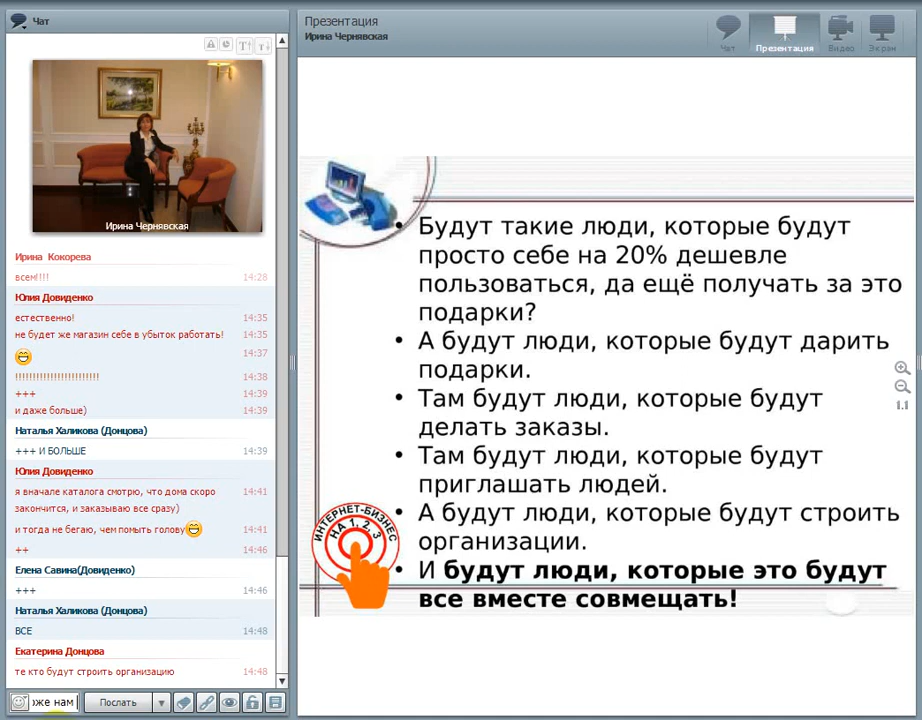 Чат
Ирина Чернявская
Ирина Кокорева
всем!!!! 14:28
Юлия Довиденко
естественно! 14:35
не будет же магазин себе в убыток работать! 14:35
14:37
!!!!!!!!!!!!!!!!!!!!!!! 14:38
+++ 14:39
и даже больше) 14:39
Наталья Халикова (Донцова)
+++ И БОЛЬШЕ 14:39
Юлия Довиденко
я вначале каталога смотрю, что дома скоро 14:41
закончится, и заказываю все сразу)
и тогда не бегаю, чем помыть голову 14:41
++ 14:46
Елена Савина(Довиденко)
+++ 14:46
Наталья Халикова (Донцова)
ВСЕ 14:48
Екатерина Донцова
те кто будут строить организацию 14:48
же нам
Послать
Презентация
Ирина Чернявская
Чат
Презентация
Видео
Экран
• Будут такие люди, которые будут
просто себе на 20% дешевле
пользоваться, да ещё получать за это
подарки?
• А будут люди, которые будут дарить
подарки.
• Там будут люди, которые будут
делать заказы.
• Там будут люди, которые будут
приглашать людей.
• А будут люди, которые будут строить
организации.
• И будут люди, которые это будут
все вместе совмещать!
ИНТЕРНЕТ-БИЗНЕС
НА 1, 2, 3
1.1